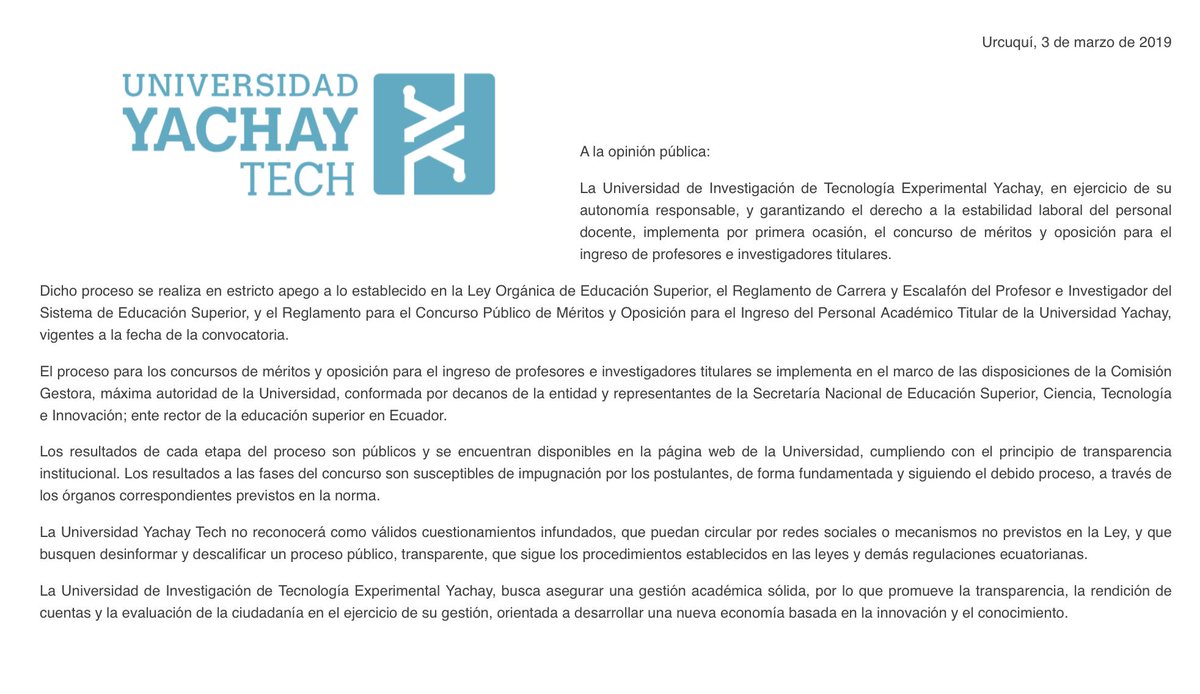 Urcuquí, 3 de marzo de 2019
UNIVERSIDAD
YACHAY
TECH
A la opinión pública:
La Universidad de Investigación de Tecnología Experimental Yachay, en ejercicio de su
autonomía responsable, y garantizando el derecho a la estabilidad laboral del personal
docente, implementa por primera ocasión, el concurso de méritos y oposición para el
ingreso de profesores e investigadores titulares.
Dicho proceso se realiza en estricto apego a lo establecido en la Ley Orgánica de Educación Superior, el Reglamento de Carrera y Escalafón del Profesor e Investigador del
Sistema de Educación Superior, y el Reglamento para el Concurso Público de Méritos y Oposición para el Ingreso del Personal Académico Titular de la Universidad Yachay,
vigentes a la fecha de la convocatoria.
El proceso para los concursos de méritos y oposición para el ingreso de profesores e investigadores titulares se implementa en el marco de las disposiciones de la Comisión
Gestora, máxima autoridad de la Universidad, conformada por decanos de la entidad y representantes de la Secretaría Nacional de Educación Superior, Ciencia, Tecnología
e Innovación; ente rector de la educación superior en Ecuador.
Los resultados de cada etapa del proceso son públicos y se encuentran disponibles en la página web de la Universidad, cumpliendo con el principio de transparencia
institucional. Los resultados a las fases del concurso son susceptibles de impugnación por los postulantes, de forma fundamentada y siguiendo el debido proceso, a través de
los órganos correspondientes previstos en la norma.
La Universidad Yachay Tech no reconocerá como válidos cuestionamientos infundados, que puedan circular por redes sociales o mecanismos no previstos en la Ley, y que
busquen desinformar y descalificar un proceso público, transparente, que sigue los procedimientos establecidos en las leyes y demás regulaciones ecuatorianas.
La Universidad de Investigación de Tecnología Experimental Yachay, busca asegurar una gestión académica sólida, por lo que promueve la transparencia, la rendición de
cuentas y la evaluación de la ciudadanía en el ejercicio de su gestión, orientada a desarrollar una nueva economía basada en la innovación y el conocimiento.